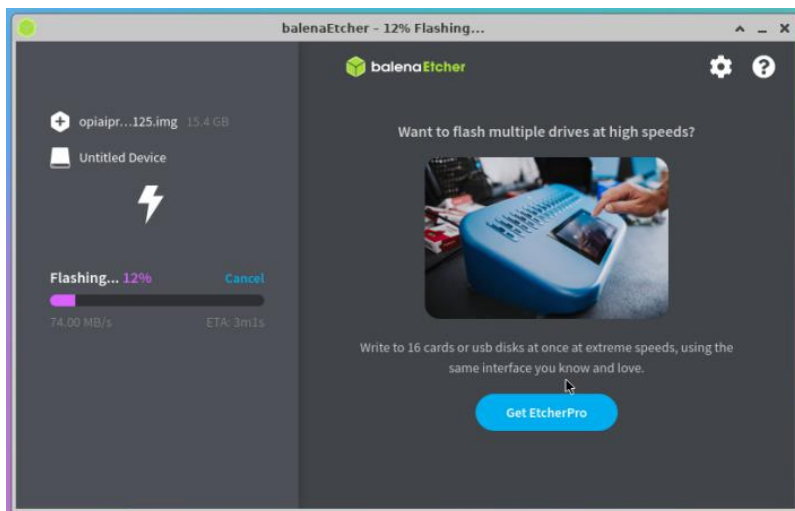 balenaEtcher - 12% Flashing...
balenaEtcher
opiaipr...125.img 15.4 GB
Untitled Device
Flashing... 12% Cancel
74.00 MB/s ETA: 3m1s
Want to flash multiple drives at high speeds?
Write to 16 cards or usb disks at once at extreme speeds, using the
same interface you know and love.
Get EtcherPro